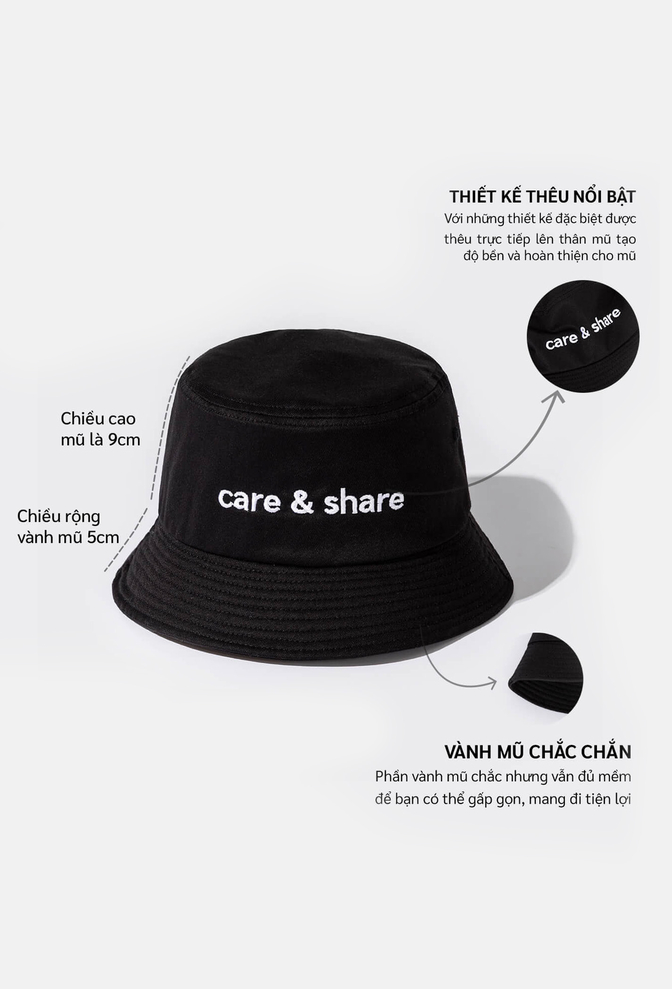 THIẾT KẾ THÊU NỔI BẬT
Với những thiết kế đặc biệt được
thêu trực tiếp lên thân mũ tạo
độ bền và hoàn thiện cho mũ
care & share
Chiều cao
mũ là 9cm
care & share
Chiều rộng
vành mũ 5cm
VÀNH MŨ CHẮC CHẮN
Phần vành mũ chắc nhưng vẫn đủ mềm
để bạn có thể gấp gọn, mang đi tiện lợi